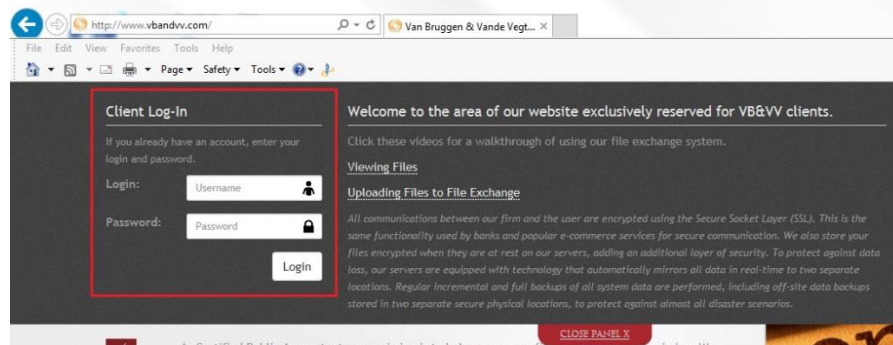 http://www.vbandvv.com/
Van Bruggen & Vande Vegt...
File Edit View Favorites Tools Help
Page Safety Tools
Client Log-In
If you already have an account, enter your
login and password.
Login:
Username
Password:
Password
Login
Welcome to the area of our website exclusively reserved for VB&VV clients.
Click these videos for a walkthrough of using our file exchange system.
Viewing Files
Uploading Files to File Exchange
All communications between our firm and the user are encrypted using the Secure Socket Layer (SSL). This is the
same functionality used by banks and popular e-commerce services for secure communication. We also store your
files encrypted when they are at rest on our servers, adding an additional layer of security. To protect against data
loss, our servers are equipped with technology that automatically mirrors all data in real-time to two separate
locations. Regular Incremental and full backups of all system data are performed, including off-site data backups
stored in two separate secure physical locations, to protect against almost all disaster scenarios.
CLOSE PANEL X